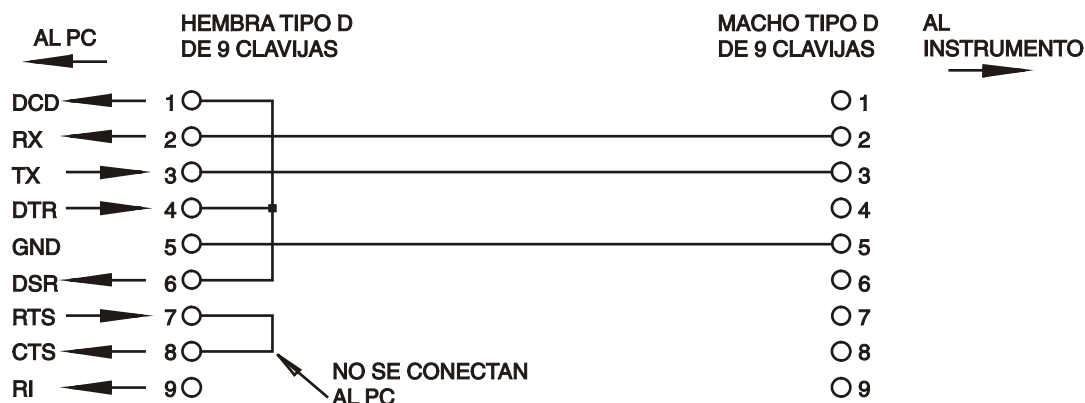 AL PC
HEMBRA TIPO D
DE 9 CLAVIJAS
MACHO TIPO D
DE 9 CLAVIJAS
AL
INSTRUMENTO
DCD 1 1
RX 2 2
TX 3 3
DTR 4 4
GND 5 5
DSR 6 6
RTS 7 7
CTS 8 8
RI 9 9
NO SE CONECTAN
AL PC